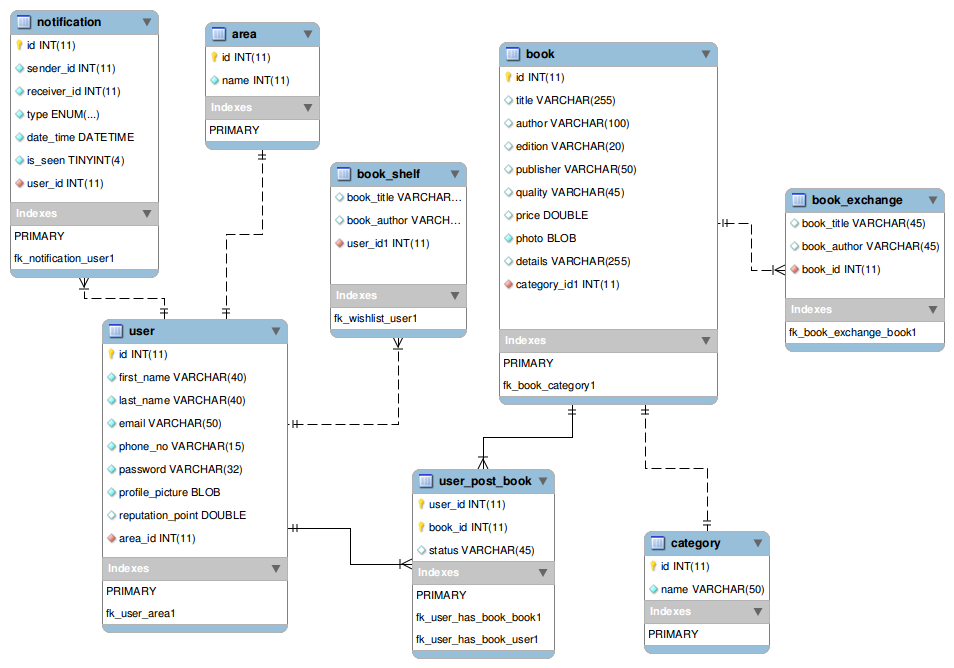 notification
id INT(11)
sender_id INT(11)
receiver_id INT(11)
type ENUM(...)
date_time DATETIME
is_seen TINYINT(4)
user_id INT(11)
Indexes
PRIMARY
fk_notification_user1
area
id INT(11)
name INT(11)
Indexes
PRIMARY
book_shelf
book_title VARCHAR...
book_author VARCH...
user_id1 INT(11)
Indexes
fk_wishlist_user1
book
id INT(11)
title VARCHAR(255)
author VARCHAR(100)
edition VARCHAR(20)
publisher VARCHAR(50)
quality VARCHAR(45)
price DOUBLE
photo BLOB
details VARCHAR(255)
category_id1 INT(11)
Indexes
PRIMARY
fk_book_category1
book_exchange
book_title VARCHAR(45)
book_author VARCHAR(45)
book_id INT(11)
Indexes
fk_book_exchange_book1
user
id INT(11)
first_name VARCHAR(40)
last_name VARCHAR(40)
email VARCHAR(50)
phone_no VARCHAR(15)
password VARCHAR(32)
profile_picture BLOB
reputation_point DOUBLE
area_id INT(11)
Indexes
PRIMARY
fk_user_area1
user_post_book
user_id INT(11)
book_id INT(11)
status VARCHAR(45)
Indexes
PRIMARY
fk_user_has_book_book1
fk_user_has_book_user1
category
id INT(11)
name VARCHAR(50)
Indexes
PRIMARY